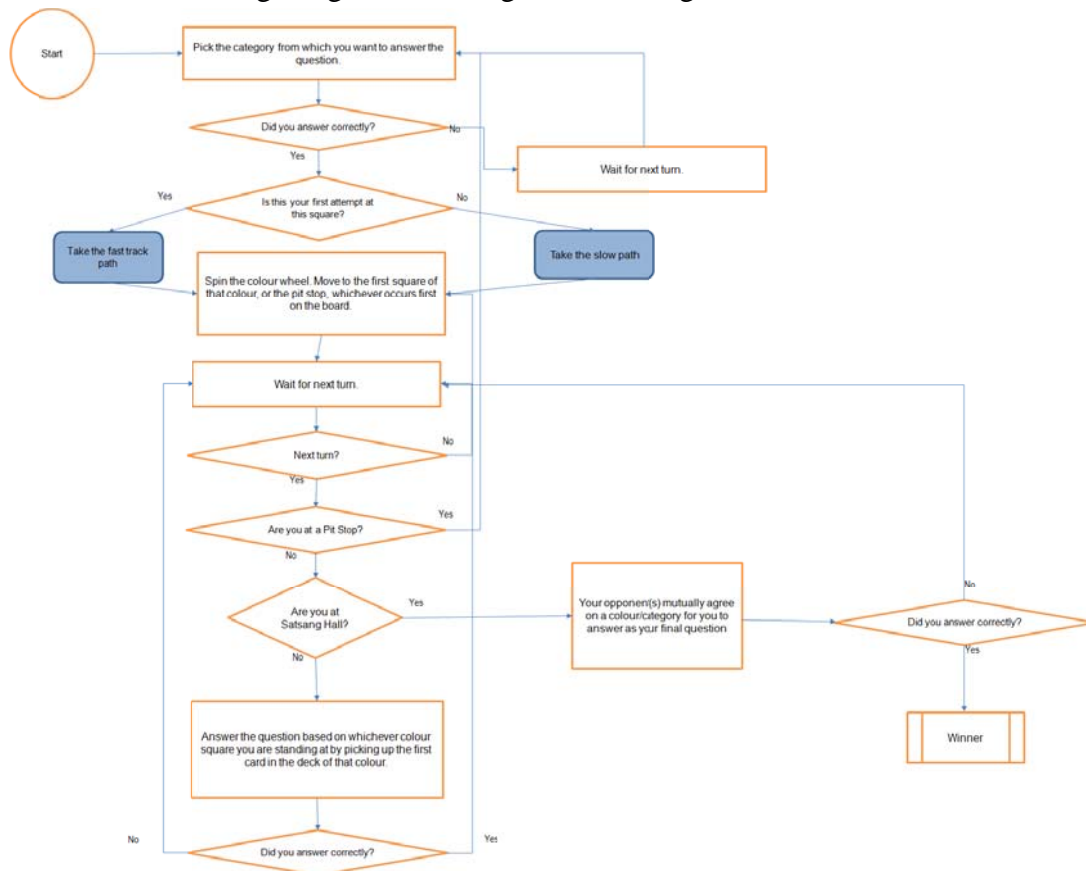 Start
Pick the category from which you want to answer the
question.
Did you answer correctly?
No
Yes
Wait for next turn.
Yes
Is this your first attempt at
this square?
No
Take the fast track
path
Take the slow path
Spin the colour wheel. Move to the first square of
that colour, or the pit stop, whichever occurs first
on the board.
Wait for next turn.
Next turn?
No
Yes
Are you at a Pit Stop?
Yes
No
Are you at
Satsang Hall?
Yes
No
Your opponent(s) mutually agree
on a colour/category for you to
answer as your final question
No
Did you answer correctly?
Yes
Winner
Answer the question based on whichever colour
square you are standing at by picking up the first
card in the deck of that colour.
No
Did you answer correctly?
Yes